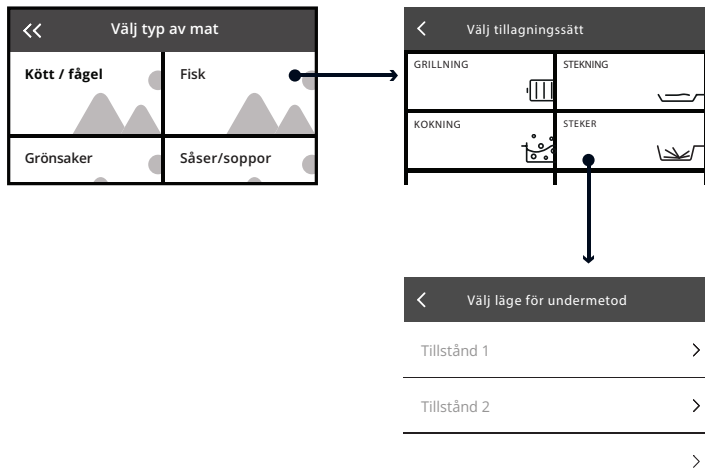 Välj typ av mat
Kött / fågel
Fisk
Grönsaker
Såser/soppor
Välj tillagningssätt
GRILLNING
STEKNING
KOKNING
STEKER
Välj läge för undermetod
Tillstånd 1
Tillstånd 2